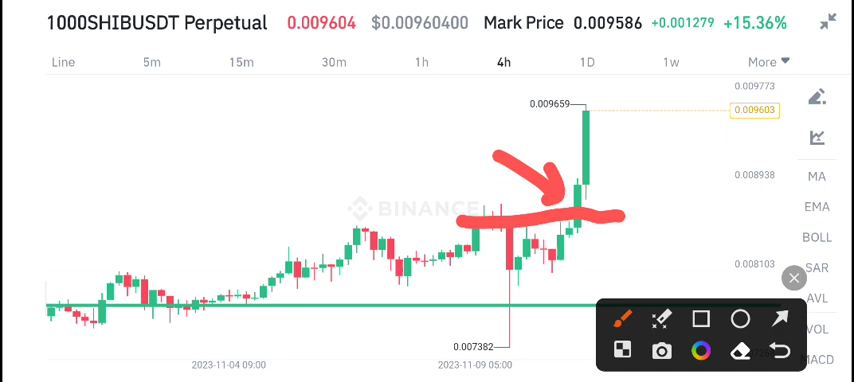 1000SHIBUSDT Perpetual 0.009604 $0.00960400 Mark Price 0.009586 +0.001279 +15.36%
Line 5m 15m 30m 1h 4h 1D 1w More
0.009773
0.009659
0.009603
MA
0.008938
BINANCE
EMA
BOLL
0.008103
SAR
AVL
VOL
0.007382
MACD
2023-11-04 09:00 2023-11-09 05:00